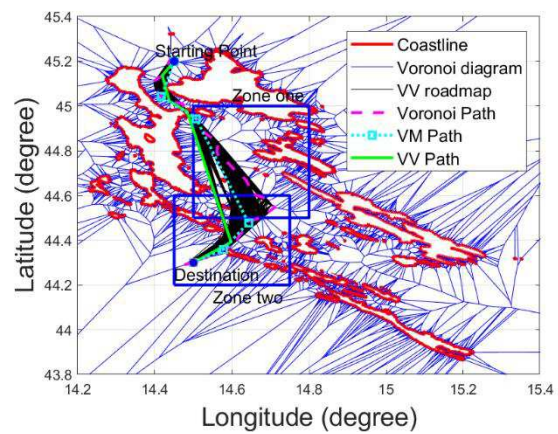 45.4
45.2
45
44.8
44.6
44.4
44.2
44
43.8
Latitude (degree)
Starting Point
Zone one
Destination
Zone two
Coastline
Voronoi diagram
VV roadmap
Voronoi Path
VM Path
VV Path
14.2 14.4 14.6 14.8 15 15.2 15.4
Longitude (degree)